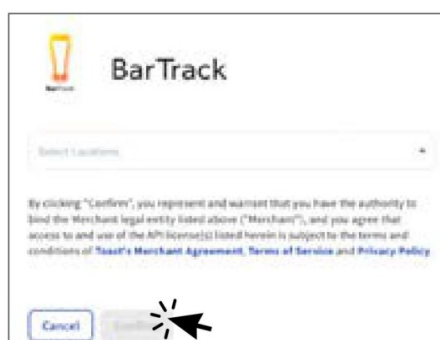 BarTrack
BarTrack
Select Locations
By clicking "Confirm", you represent and warrant that you have the authority to
bind the Merchant legal entity listed above ("Merchant"), and you agree that
access to and use of the API license(s) listed herein is subject to the terms and
conditions of Toast's Merchant Agreement, Terms of Service and Privacy Policy
Cancel